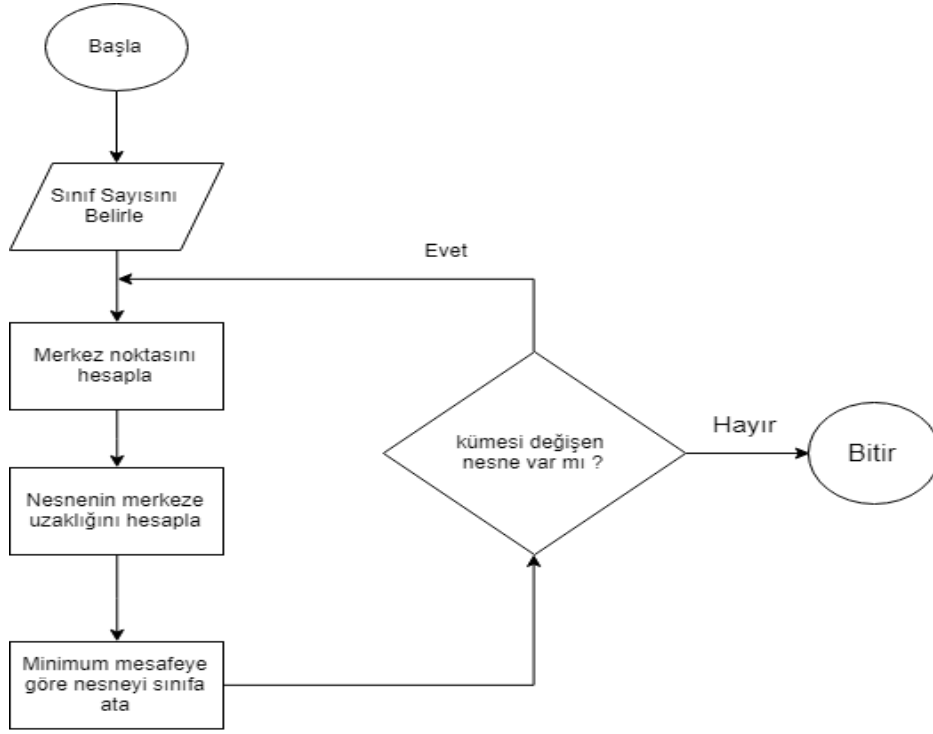 Başla
Sınıf Sayısını
Belirle
Evet
Merkez noktasını
hesapla
Nesnenin merkeze
uzaklığını hesapla
Minimum mesafeye
göre nesneyi sınıfa
ata
kümesi değişen
nesne var mı ?
Hayır
Bitir